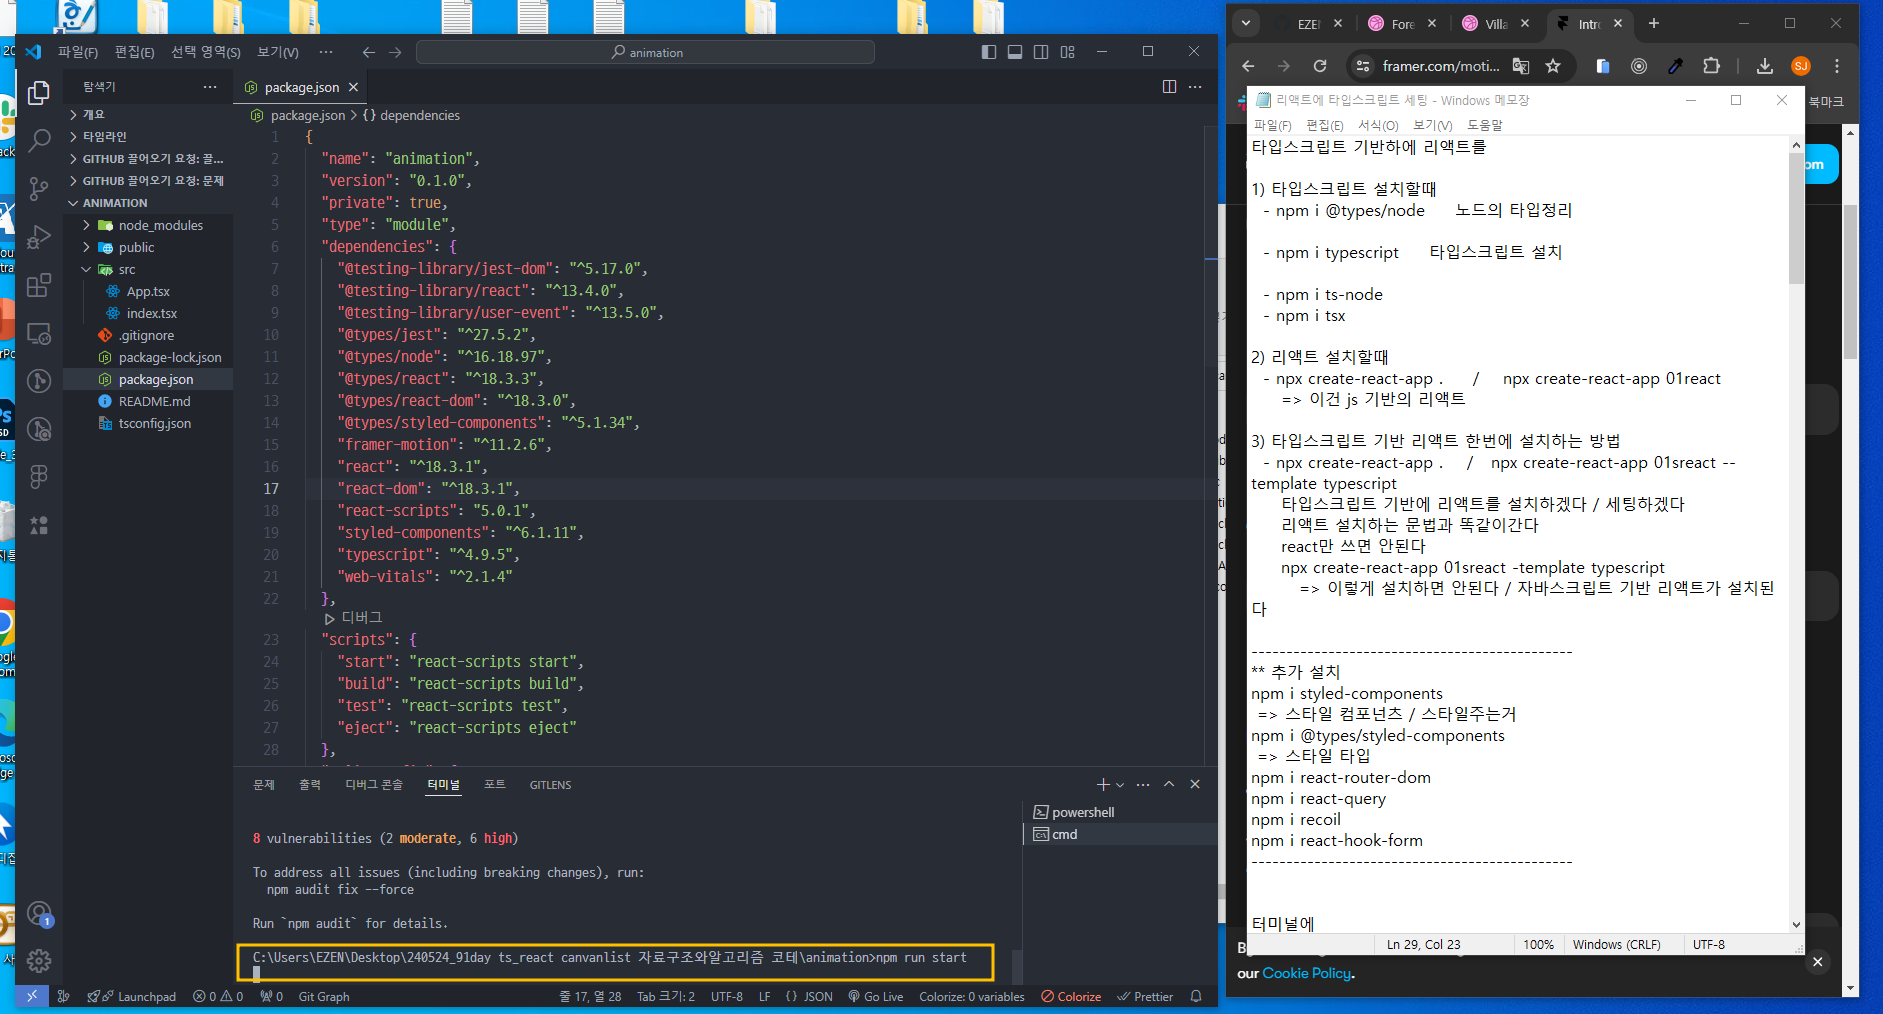 파일(F) 편집(E) 선택 영역(S) 보기(V) ··· animation
탐색기 ···
개요
타임라인
GITHUB 끌어오기 요청: 끌...
GITHUB 끌어오기 요청: 문제
ANIMATION
node_modules
public
src
App.tsx
index.tsx
.gitignore
package-lock.json
package.json
README.md
tsconfig.json
package.json
package.json > {} dependencies
1 {
2 "name": "animation",
3 "version": "0.1.0",
4 "private": true,
5 "type": "module",
6 "dependencies": {
7 "@testing-library/jest-dom": "^5.17.0",
8 "@testing-library/react": "^13.4.0",
9 "@testing-library/user-event": "^13.5.0",
10 "@types/jest": "^27.5.2",
11 "@types/node": "^16.18.97",
12 "@types/react": "^18.3.3",
13 "@types/react-dom": "^18.3.0",
14 "@types/styled-components": "^5.1.34",
15 "framer-motion": "^11.2.6",
16 "react": "^18.3.1",
17 "react-dom": "^18.3.1",
18 "react-scripts": "5.0.1",
19 "styled-components": "^6.1.11",
20 "typescript": "^4.9.5",
21 "web-vitals": "^2.1.4"
22 },
디버그
23 "scripts": {
24 "start": "react-scripts start",
25 "build": "react-scripts build",
26 "test": "react-scripts test",
27 "eject": "react-scripts eject"
28 },
문제 출력 디버그 콘솔 터미널 포트 GITLENS
powershell
cmd
8 vulnerabilities (2 moderate, 6 high)
To address all issues (including breaking changes), run:
npm audit fix --force
Run `npm audit` for details.
C:\Users\EZEN\Desktop\240524_91day ts_react canvanlist 자료구조와알고리즘 코테\animation>npm run start
Launchpad 0 0 0 Git Graph 줄 17, 열 28 Tab 크기: 2 UTF-8 LF {} JSON Go Live Colorize: 0 variables Colorize Prettier
EZE Fore Villa Intr
framer.com/moti... SJ
북마크
리액트에 타입스크립트 세팅 - Windows 메모장
파일(F) 편집(E) 서식(O) 보기(V) 도움말
타입스크립트 기반하에 리액트를
1) 타입스크립트 설치할때
- npm i @types/node 노드의 타입정리
- npm i typescript 타입스크립트 설치
- npm i ts-node
- npm i tsx
2) 리액트 설치할때
- npx create-react-app . / npx create-react-app 01react
=> 이건 js 기반의 리액트
3) 타입스크립트 기반 리액트 한번에 설치하는 방법
- npx create-react-app . / npx create-react-app 01sreact --
template typescript
타입스크립트 기반에 리액트를 설치하겠다 / 세팅하겠다
리액트 설치하는 문법과 똑같이간다
react만 쓰면 안된다
npx create-react-app 01sreact -template typescript
=> 이렇게 설치하면 안된다 / 자바스크립트 기반 리액트가 설치된
다
----------------------------------------------
** 추가 설치
npm i styled-components
=> 스타일 컴포넌츠 / 스타일주는거
npm i @types/styled-components
=> 스타일 타입
npm i react-router-dom
npm i react-query
npm i recoil
npm i react-hook-form
----------------------------------------------
터미널에
Ln 29, Col 23 100% Windows (CRLF) UTF-8
our Cookie Policy.